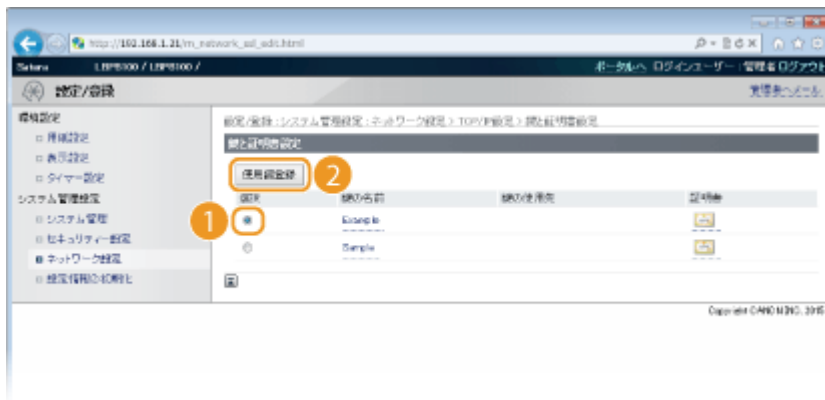 http://192.168.1.21/m_network_ssl_edit.html
Satera LBP8100 / LBP8100 / ポータルへ ログインユーザー：管理者 ログアウト
設定/登録 管理者へメール
環境設定
用紙設定
表示設定
タイマー設定
システム管理設定
システム管理
セキュリティー設定
ネットワーク設定
設定情報の初期化
設定/登録：システム管理設定：ネットワーク設定 > TCP/IP設定 > 鍵と証明書設定
鍵と証明書設定
使用鍵登録 2
選択 鍵の名前 鍵の使用先 証明書
1 Example
Sample
Copyright CANON INC. 2015